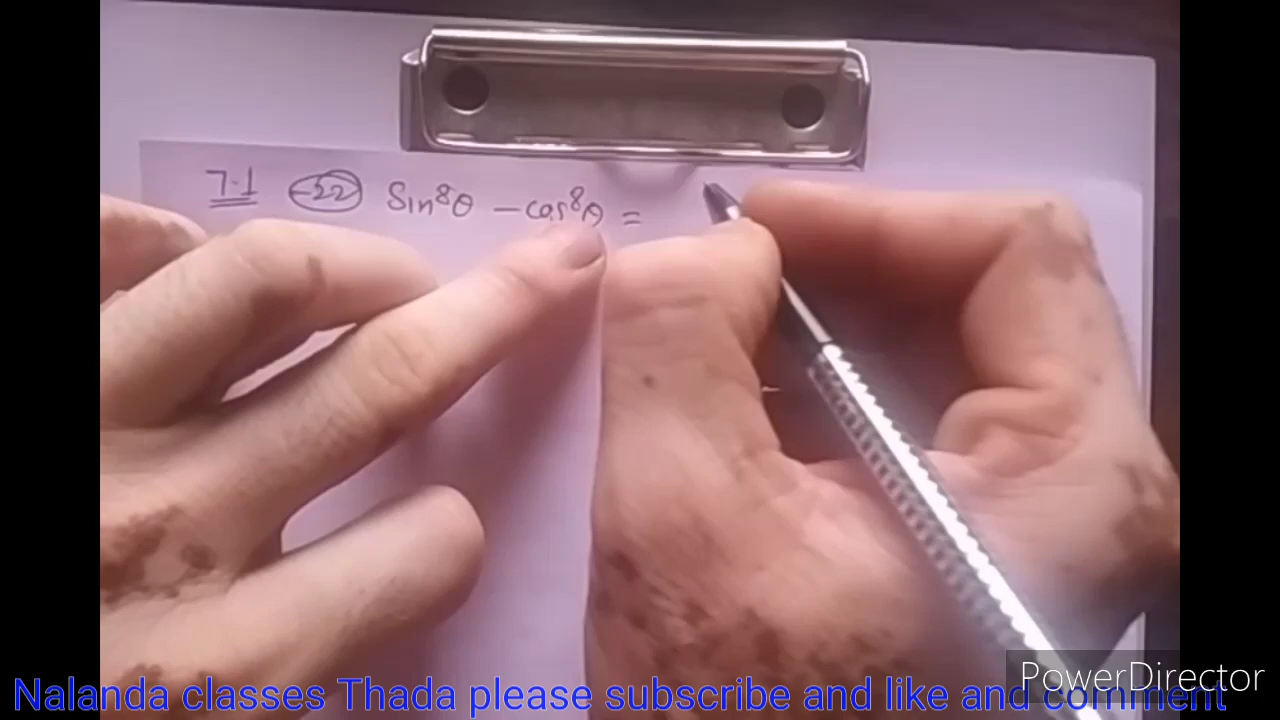 7.1 22 Sin⁸θ - cos⁸θ =
PowerDirector
Nalanda classes Thada please subscribe and like and comment